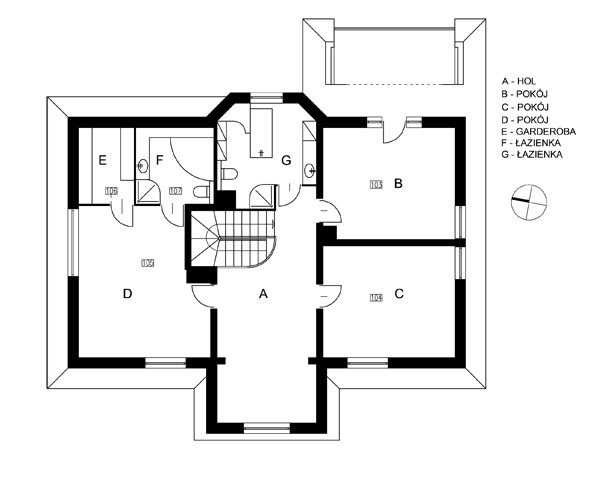 A - HOL
B - POKÓJ
C - POKÓJ
D - POKÓJ
E - GARDEROBA
F - ŁAZIENKA
G - ŁAZIENKA
E
F
G
106
107
103
B
105
D
A
104
C